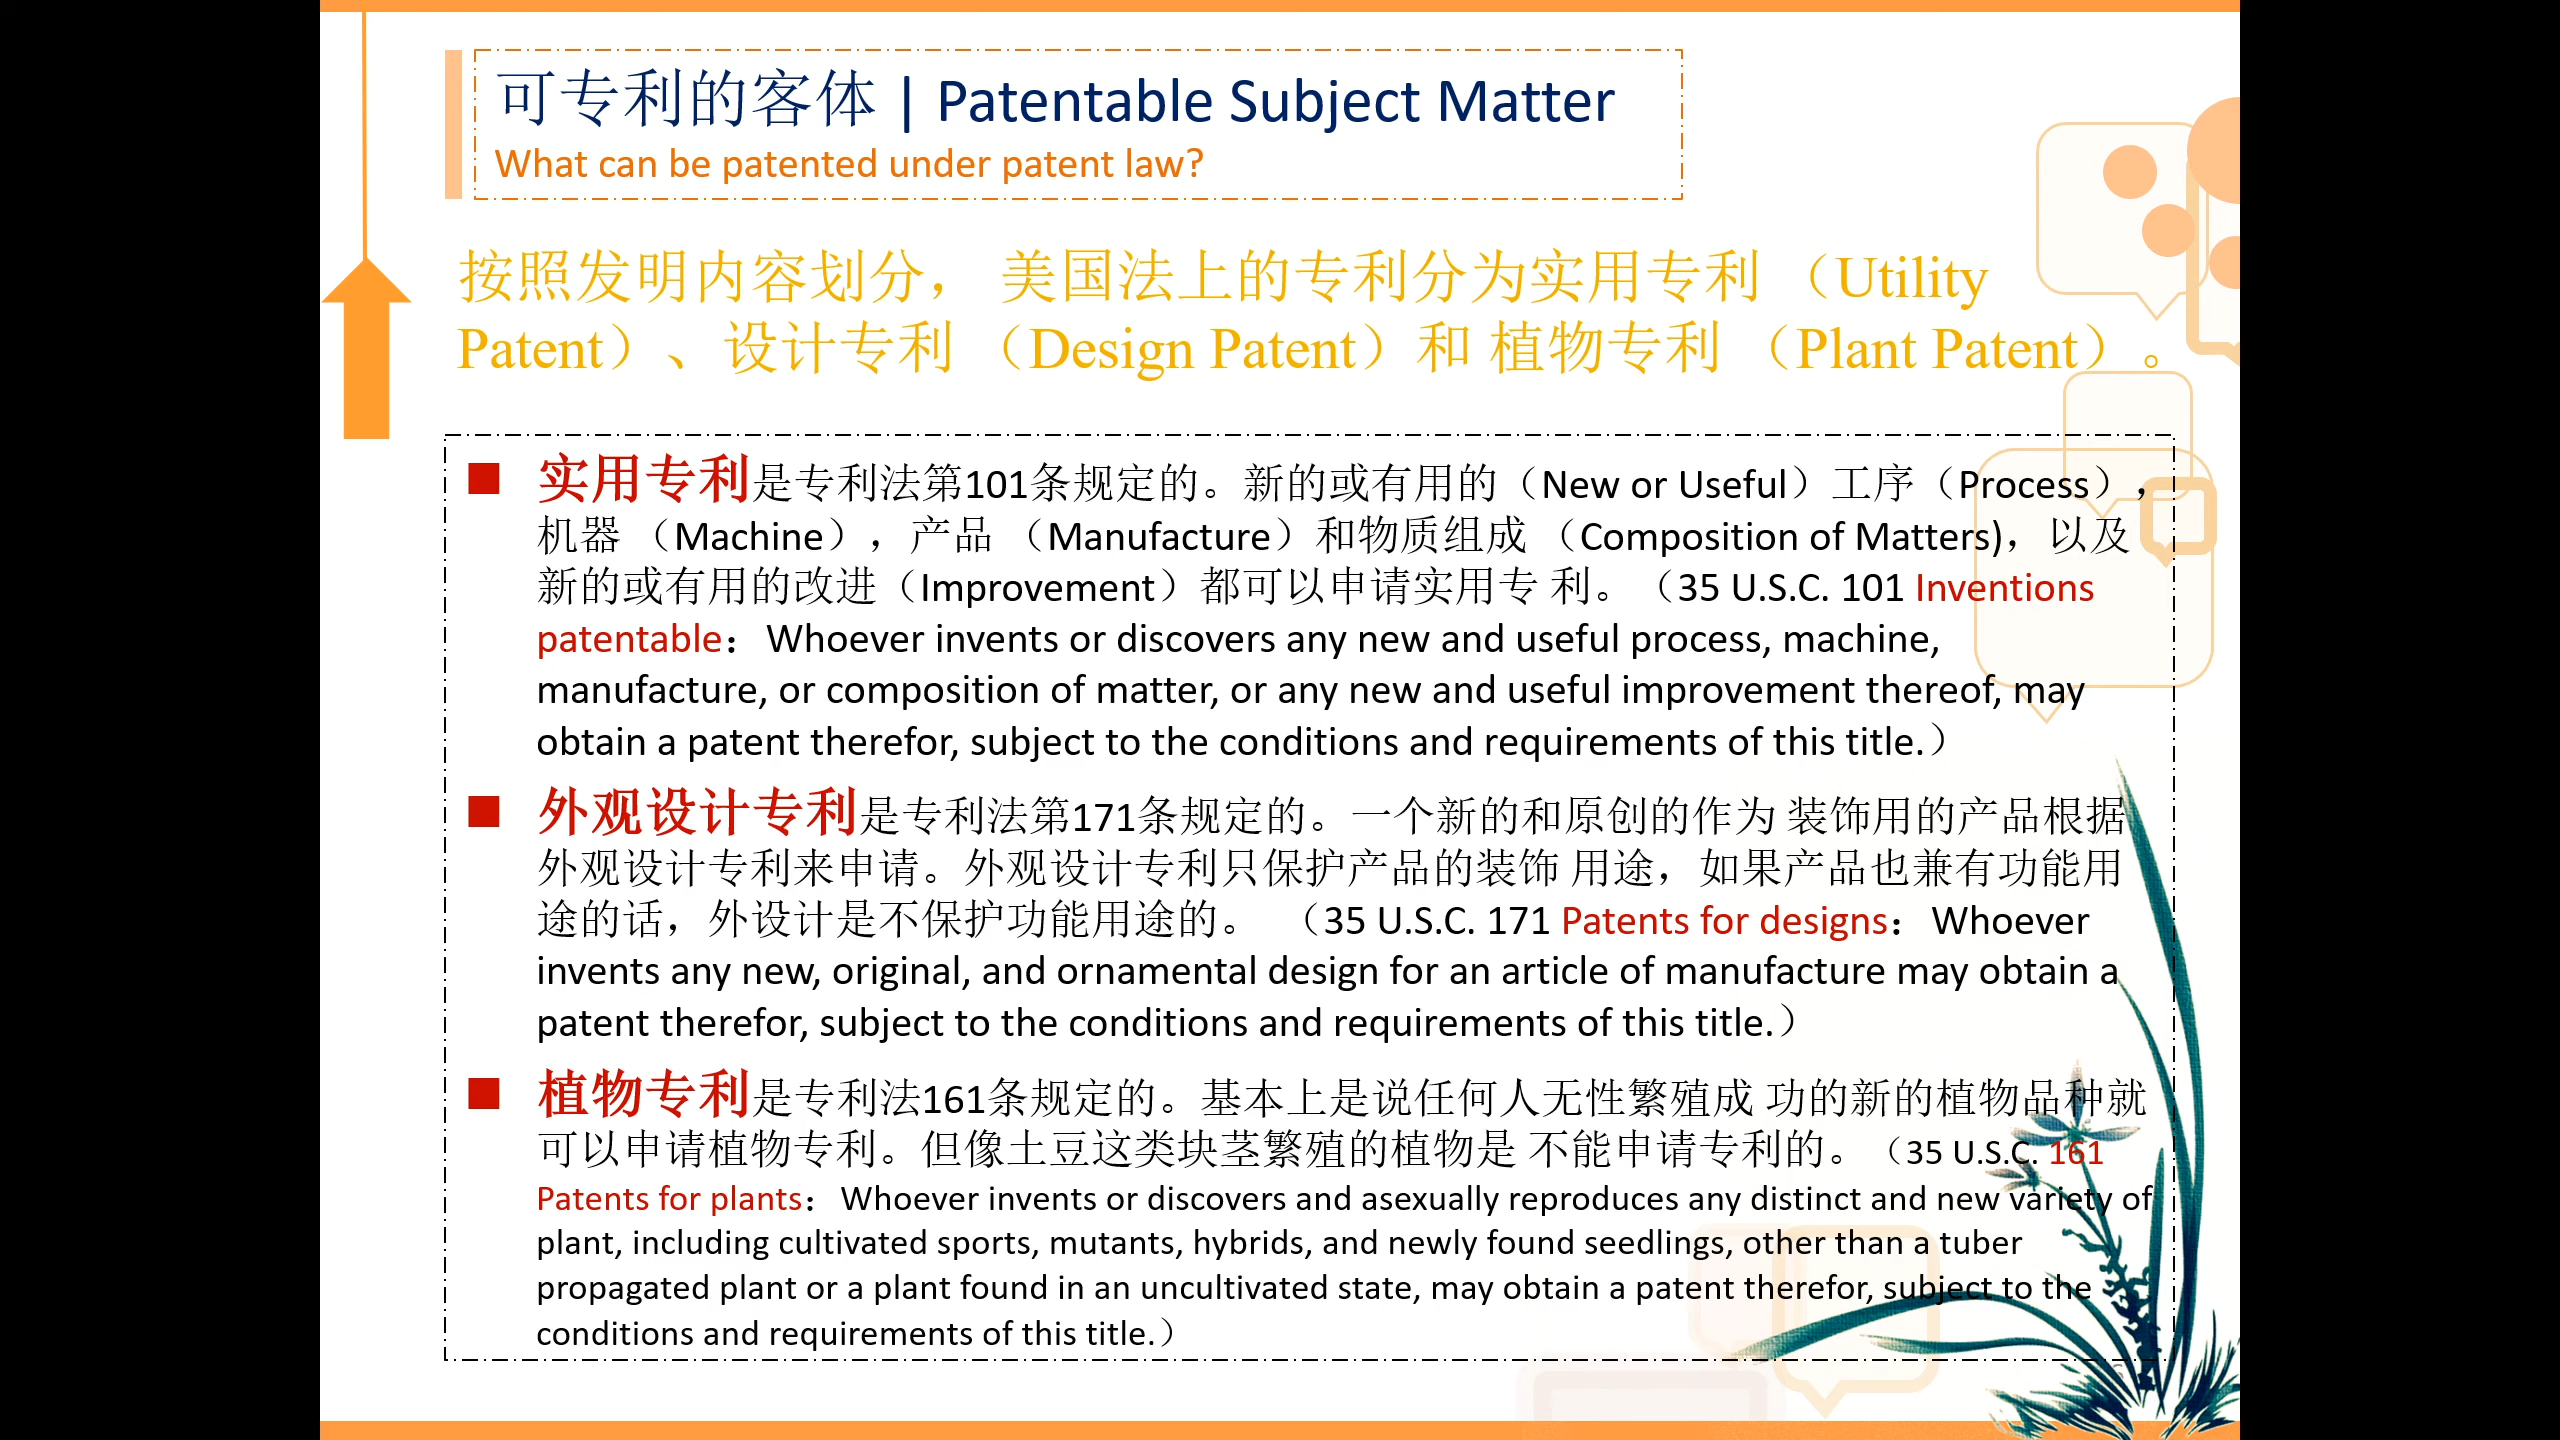 可专利的客体 | Patentable Subject Matter
What can be patented under patent law?
按照发明内容划分， 美国法上的专利分为实用专利 （Utility
Patent）、设计专利 （Design Patent）和 植物专利 （Plant Patent）。
实用专利是专利法第101条规定的。新的或有用的（New or Useful）工序（Process），
机器 （Machine），产品 （Manufacture）和物质组成 （Composition of Matters)，以及
新的或有用的改进（Improvement）都可以申请实用专 利。（35 U.S.C. 101 Inventions
patentable：Whoever invents or discovers any new and useful process, machine,
manufacture, or composition of matter, or any new and useful improvement thereof, may
obtain a patent therefor, subject to the conditions and requirements of this title.）
外观设计专利是专利法第171条规定的。一个新的和原创的作为 装饰用的产品根据
外观设计专利来申请。外观设计专利只保护产品的装饰 用途，如果产品也兼有功能用
途的话，外设计是不保护功能用途的。 （35 U.S.C. 171 Patents for designs：Whoever
invents any new, original, and ornamental design for an article of manufacture may obtain a
patent therefor, subject to the conditions and requirements of this title.）
植物专利是专利法161条规定的。基本上是说任何人无性繁殖成 功的新的植物品种就
可以申请植物专利。但像土豆这类块茎繁殖的植物是 不能申请专利的。（35 U.S.C. 161
Patents for plants： Whoever invents or discovers and asexually reproduces any distinct and new variety of
plant, including cultivated sports, mutants, hybrids, and newly found seedlings, other than a tuber
propagated plant or a plant found in an uncultivated state, may obtain a patent therefor, subject to the
conditions and requirements of this title.）